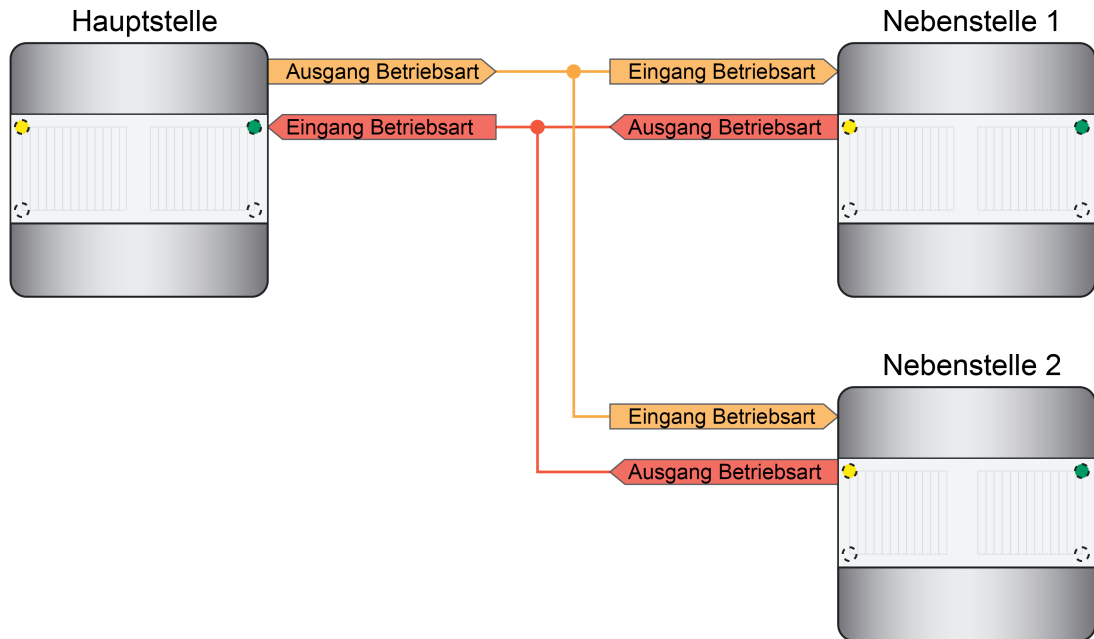 Hauptstelle
Nebenstelle 1
Ausgang Betriebsart
Eingang Betriebsart
Eingang Betriebsart
Ausgang Betriebsart
Nebenstelle 2
Eingang Betriebsart
Ausgang Betriebsart